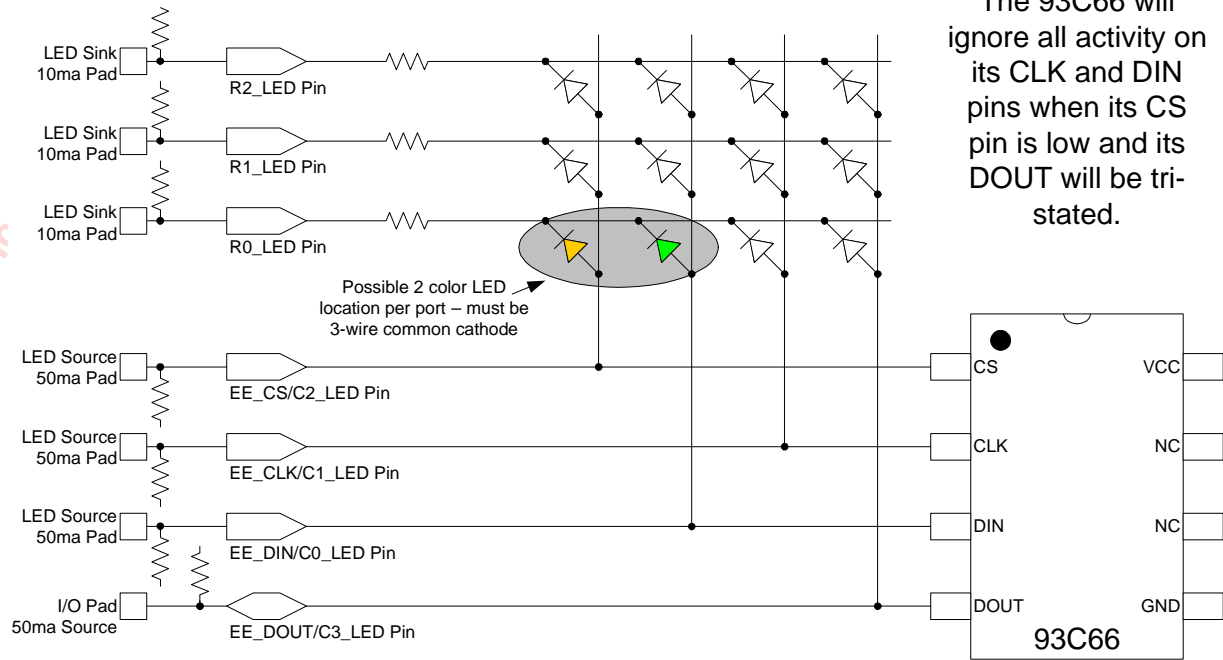 The 93C66 will
ignore all activity on
its CLK and DIN
pins when its CS
pin is low and its
DOUT will be tri-
stated.
LED Sink
10ma Pad
R2_LED Pin
LED Sink
10ma Pad
R1_LED Pin
LED Sink
10ma Pad
R0_LED Pin
Possible 2 color LED
location per port – must be
3-wire common cathode
LED Source
50ma Pad
EE_CS/C2_LED Pin
LED Source
50ma Pad
EE_CLK/C1_LED Pin
LED Source
50ma Pad
EE_DIN/C0_LED Pin
I/O Pad
50ma Source
EE_DOUT/C3_LED Pin
CS
VCC
CLK
NC
DIN
NC
DOUT
GND
93C66